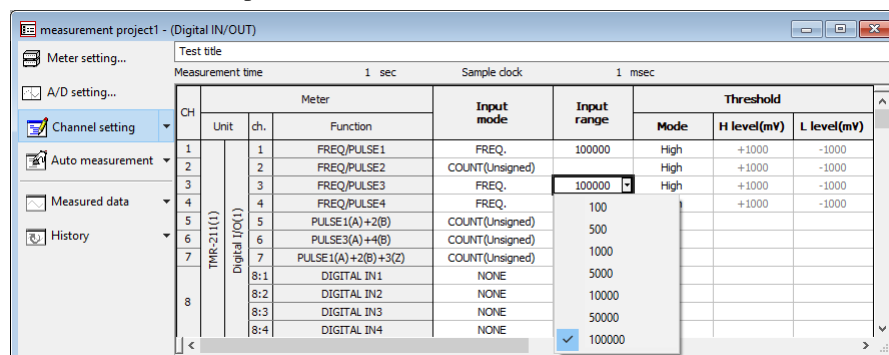 measurement project1 - (Digital IN/OUT)
Meter setting...
A/D setting...
Channel setting
Auto measurement
Measured data
History
Test title
Measurement time 1 sec Sample clock 1 msec
CH Meter Input mode Input range Threshold
Unit ch. Function Mode H level(mV) L level(mV)
TMR-211(1)
Digital I/O(1)
1 1 FREQ/PULSE1 FREQ. 100000 High +1000 -1000
2 2 FREQ/PULSE2 COUNT(Unsigned) High +1000 -1000
3 3 FREQ/PULSE3 FREQ. 100000 High +1000 -1000
4 4 FREQ/PULSE4 FREQ. +1000 -1000
5 5 PULSE1(A)+2(B) COUNT(Unsigned)
6 6 PULSE3(A)+4(B) COUNT(Unsigned)
7 7 PULSE1(A)+2(B)+3(Z) COUNT(Unsigned)
8 8:1 DIGITAL IN1 NONE
8:2 DIGITAL IN2 NONE
8:3 DIGITAL IN3 NONE
8:4 DIGITAL IN4 NONE
100
500
1000
5000
10000
50000
100000